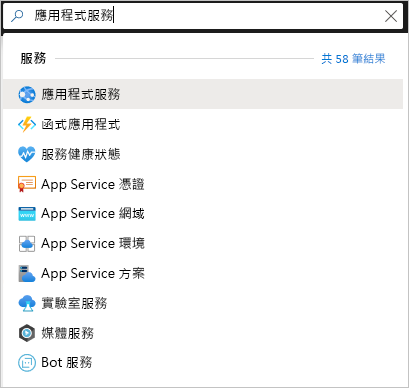 應用程式服務
服務 共 58 筆結果
應用程式服務
函式應用程式
服務健康狀態
App Service 憑證
App Service 網域
App Service 環境
App Service 方案
實驗室服務
媒體服務
Bot 服務